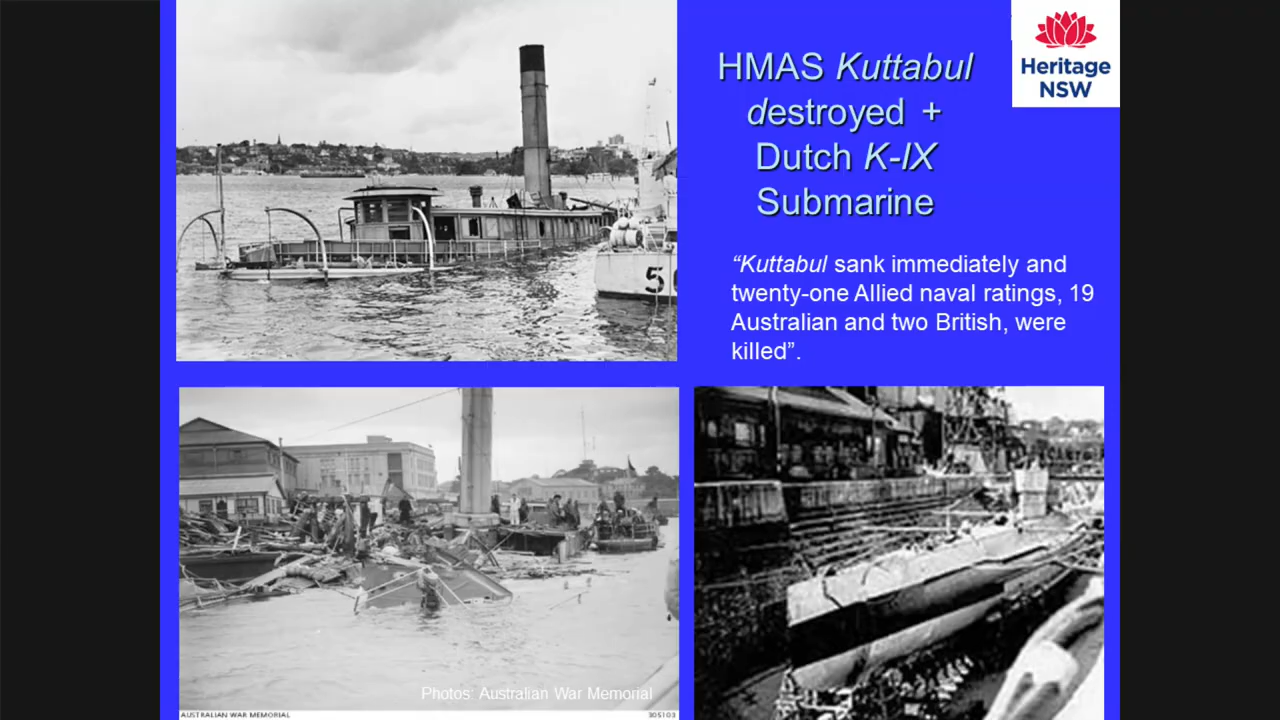 HMAS Kuttabul
destroyed +
Dutch K-IX
Submarine
Heritage
NSW
“Kuttabul sank immediately and
twenty-one Allied naval ratings, 19
Australian and two British, were
killed”.
5
Photos: Australian War Memorial
AUSTRALIAN WAR MEMORIAL
305103